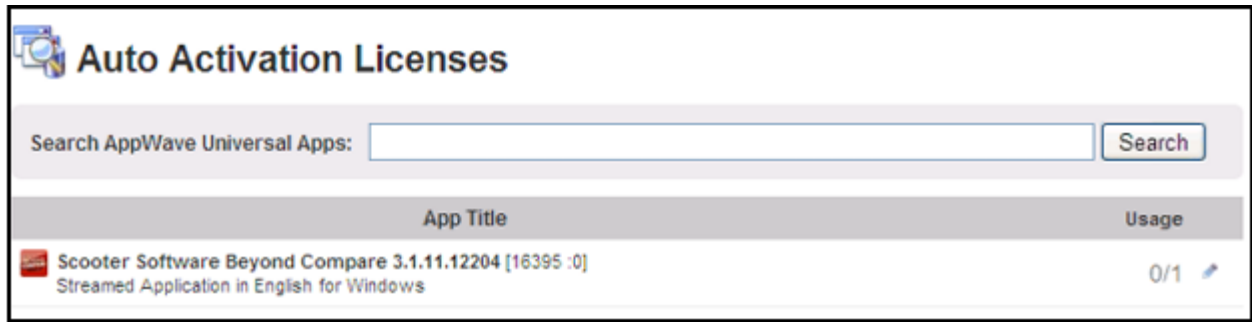 Auto Activation Licenses
Search AppWave Universal Apps: Search
App Title Usage
Scooter Software Beyond Compare 3.1.11.12204 [16395 :0]
Streamed Application in English for Windows
0/1